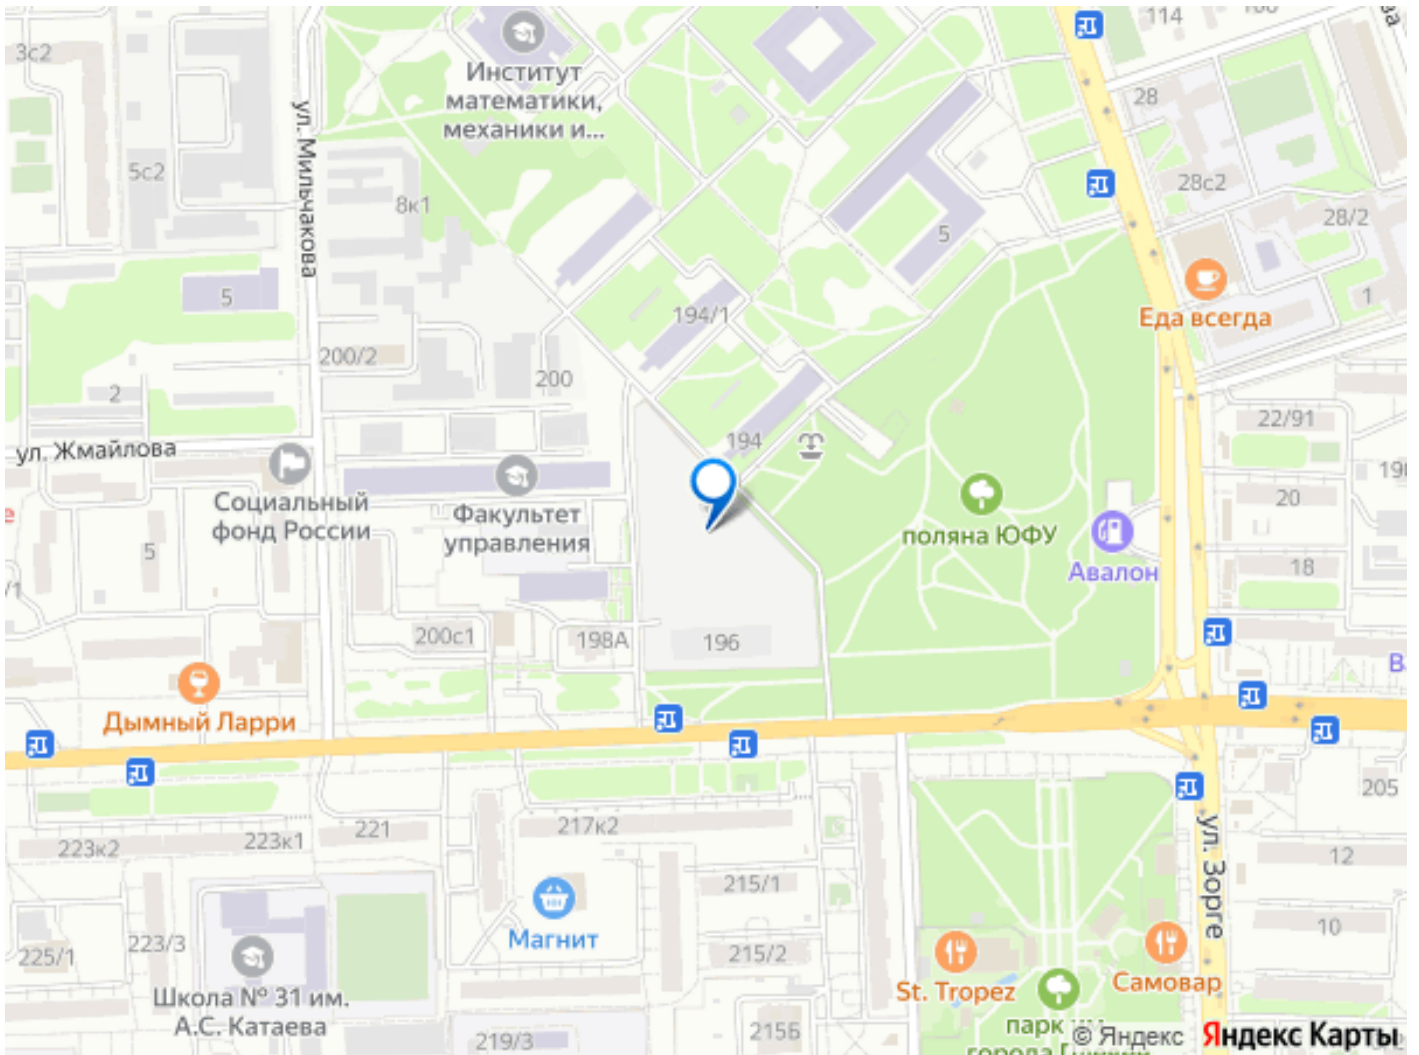 3с2
Институт
математики,
механики и...
114
28
5с2
ул. Мильчакова
8к1
28с2
28/2
5
5
194/1
1
Еда всегда
200/2
200
2
ул. Жмайлова
194
22/91
Социальный
фонд России
Факультет
управления
поляна ЮФУ
20
Авалон
18
5
200с1
198А
196
Дымный Ларри
205
223к2
223к1
221
217к2
ул. Зорге
12
215/1
Магнит
10
225/1
223/3
215/2
St. Tropez
Самовар
Школа № 31 им.
А.С. Катаева
219/3
215б
парк
города
© Яндекс
Яндекс Карты